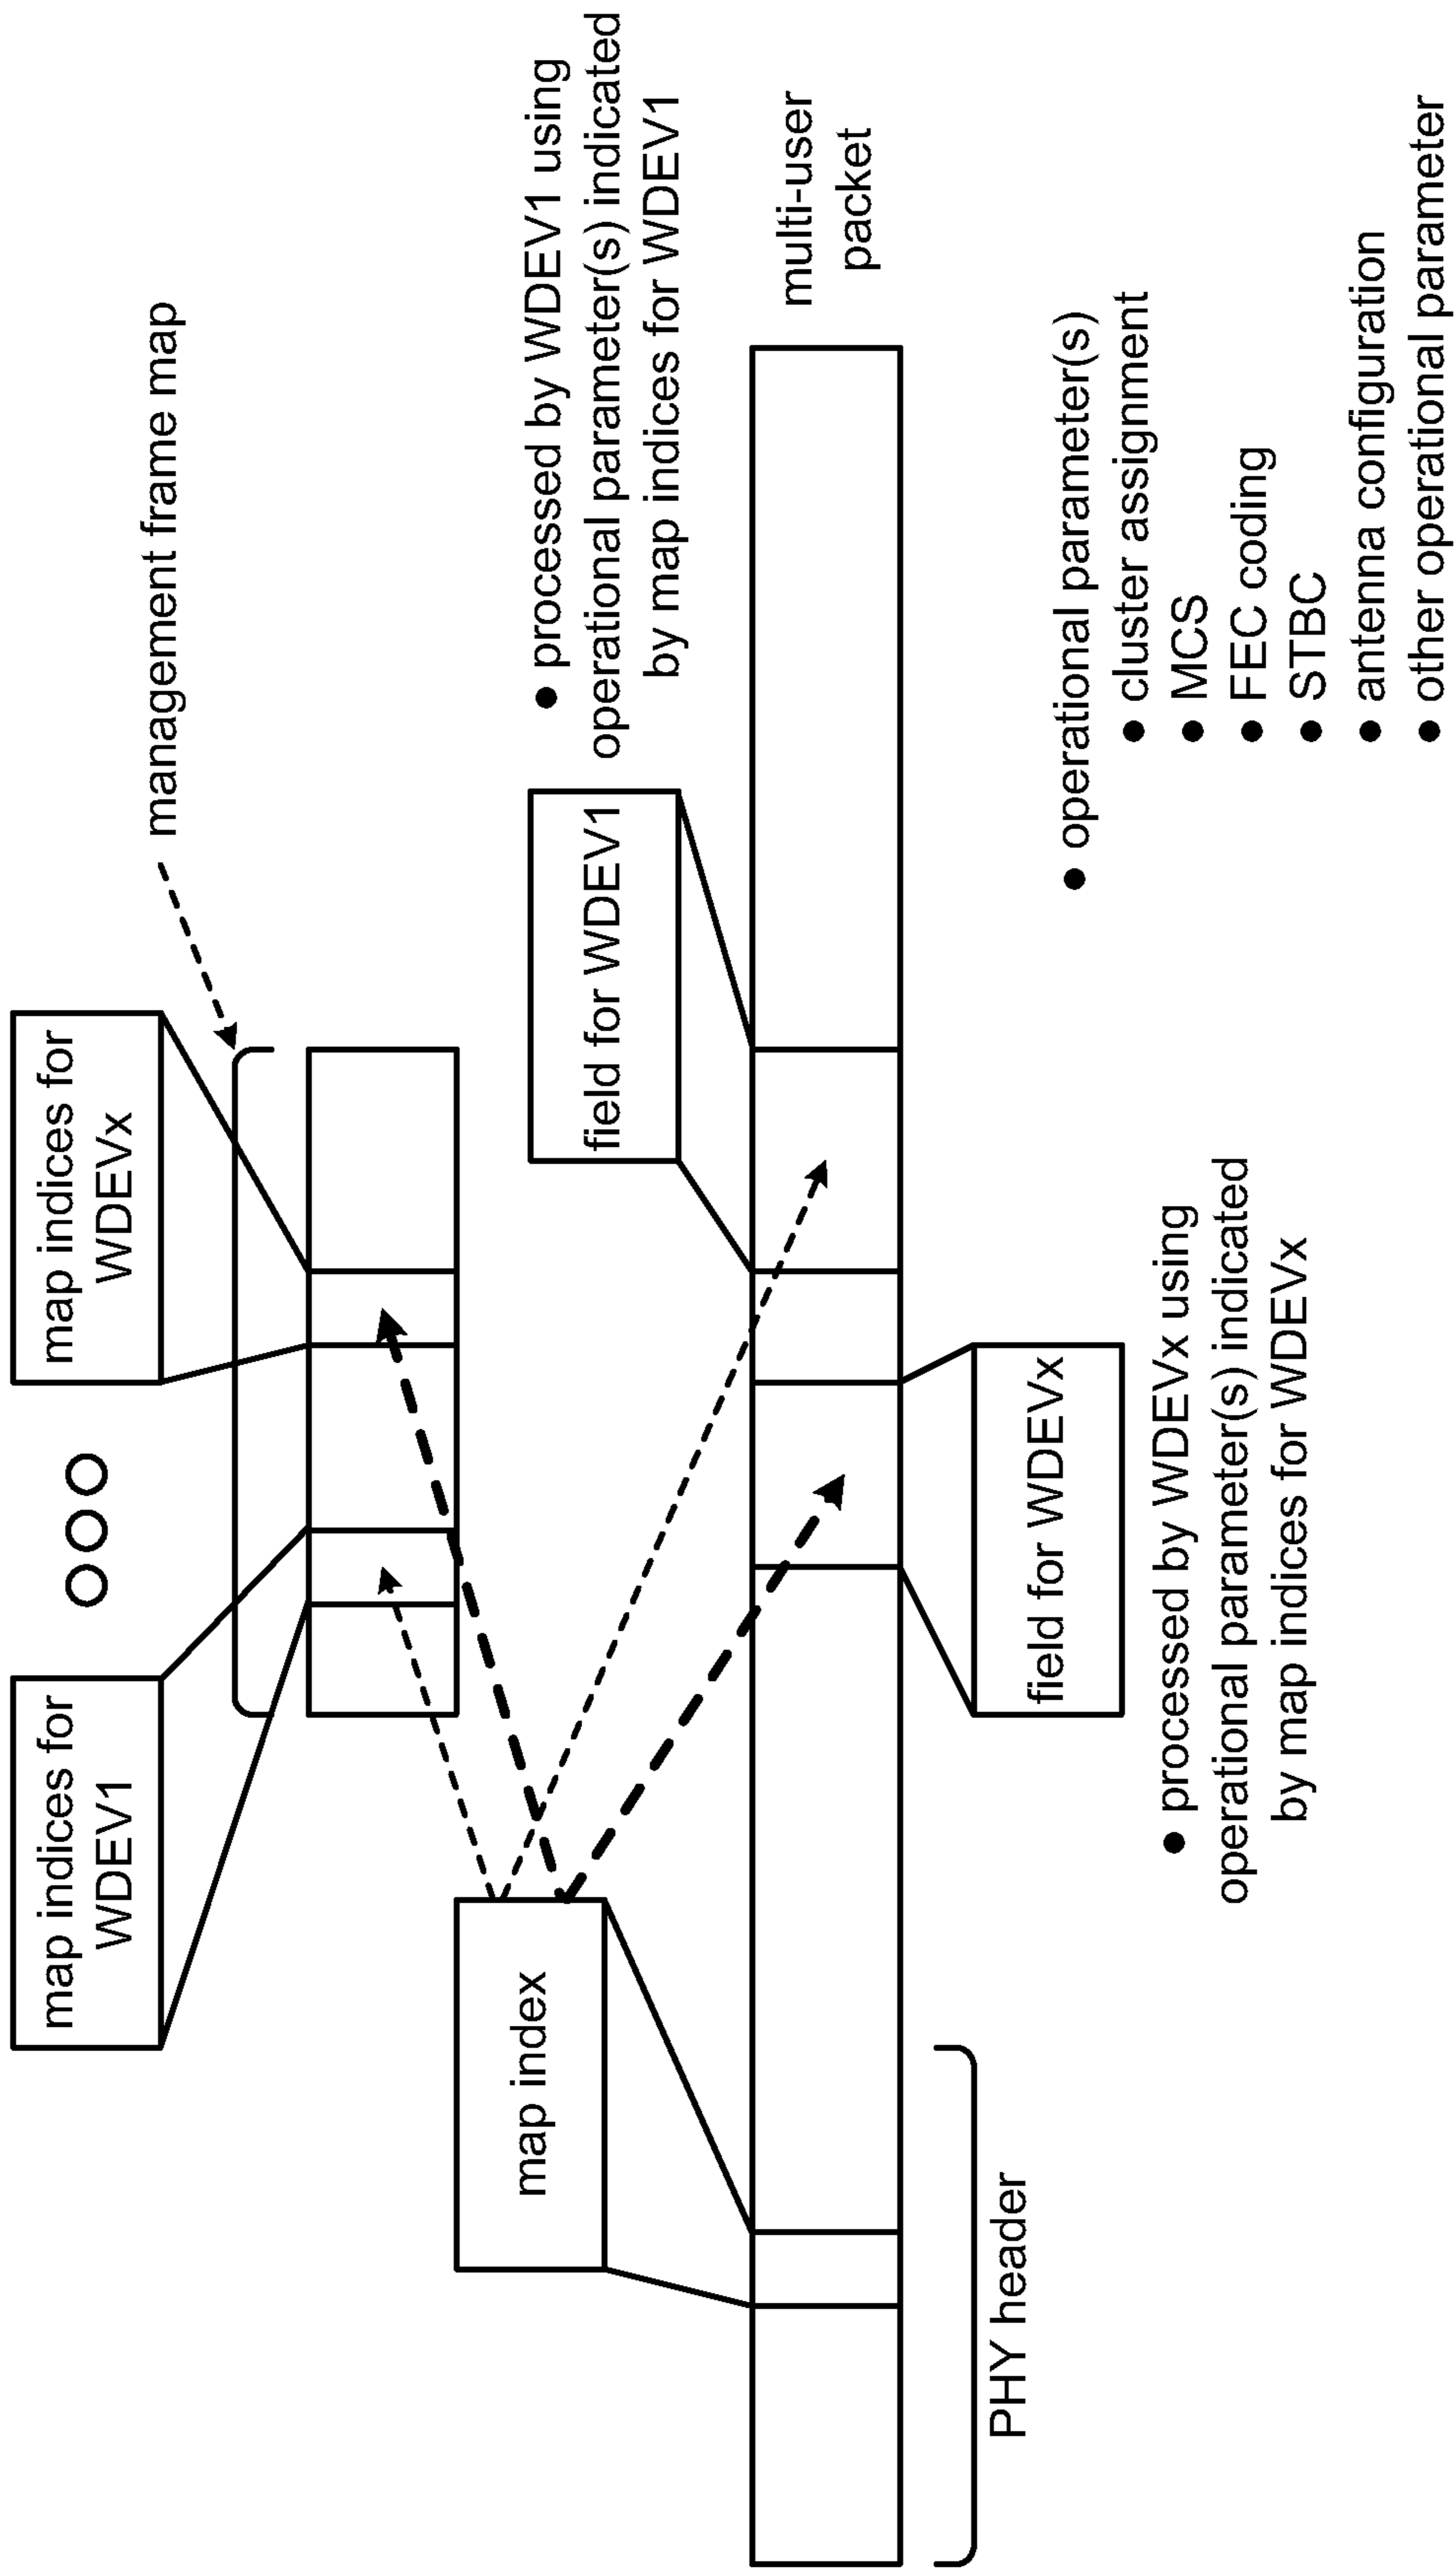 map indices for
WDEV1
map indices for
WDEVx
management frame map
map index
field for WDEV1
● processed by WDEV1 using
operational parameter(s) indicated
by map indices for WDEV1
multi-user
packet
PHY header
field for WDEVx
● processed by WDEVx using
operational parameter(s) indicated
by map indices for WDEVx
● operational parameter(s)
● cluster assignment
● MCS
● FEC coding
● STBC
● antenna configuration
● other operational parameter